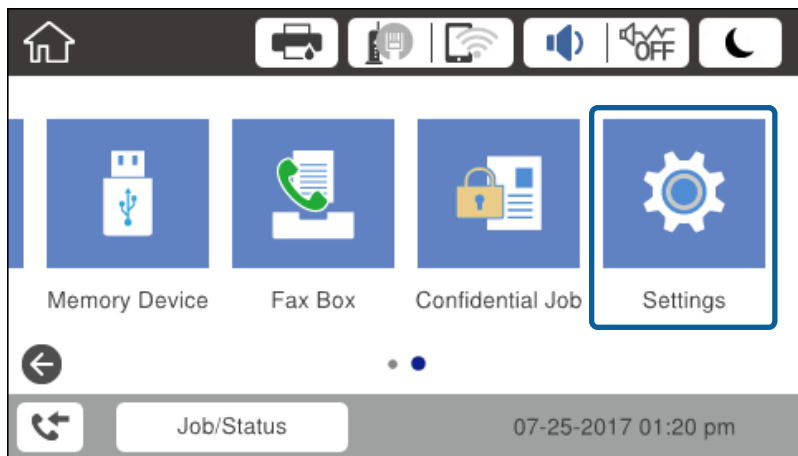 OFF
Memory Device
Fax Box
Confidential Job
Settings
Job/Status
07-25-2017 01:20 pm